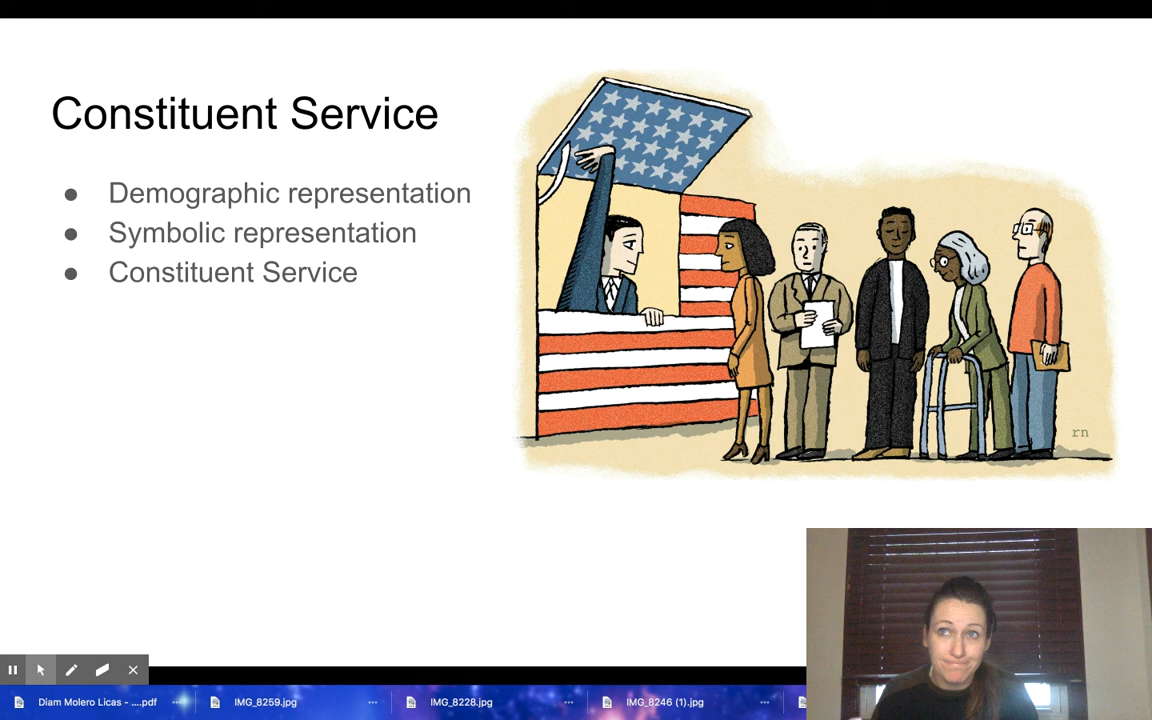 Constituent Service
● Demographic representation
● Symbolic representation
● Constituent Service
rn
Diam Molero Licas - ....pdf
IMG_8259.jpg
IMG_8228.jpg
IMG_8246 (1).jpg